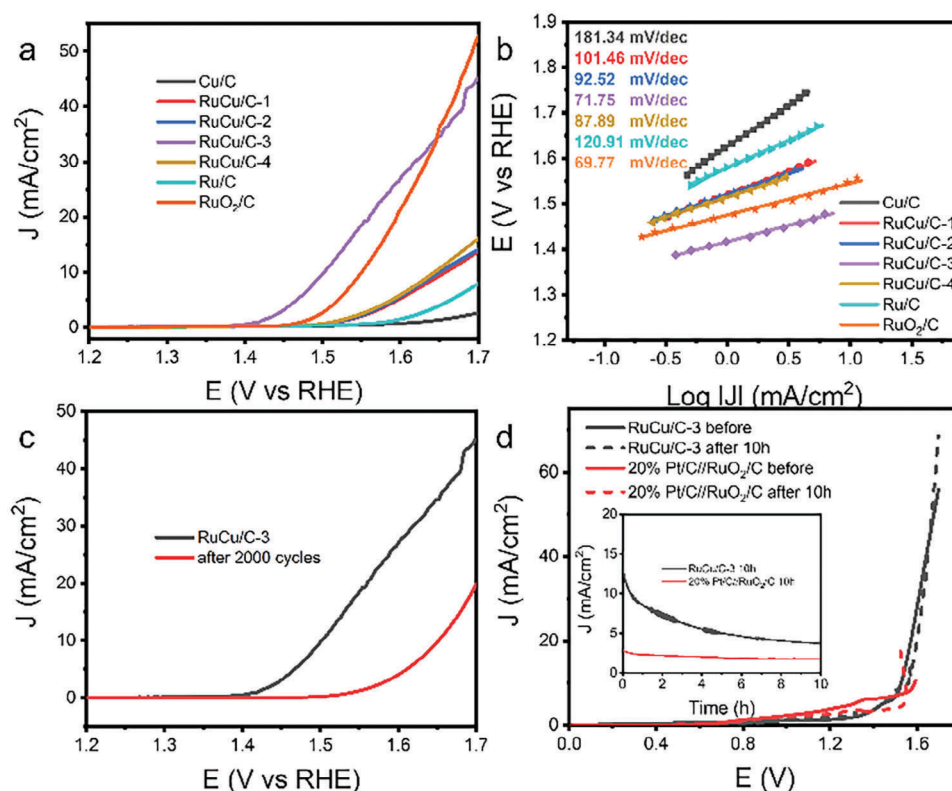 a
J (mA/cm²)
50
40
30
20
10
0
Cu/C
RuCu/C-1
RuCu/C-2
RuCu/C-3
RuCu/C-4
Ru/C
RuO₂/C
1.2 1.3 1.4 1.5 1.6 1.7
E (V vs RHE)
b
E (V vs RHE)
1.9
1.8
1.7
1.6
1.5
1.4
1.3
1.2
181.34 mV/dec
101.46 mV/dec
92.52 mV/dec
71.75 mV/dec
87.89 mV/dec
120.91 mV/dec
69.77 mV/dec
Cu/C
RuCu/C-1
RuCu/C-2
RuCu/C-3
RuCu/C-4
Ru/C
RuO₂/C
-1.0 -0.5 0.0 0.5 1.0 1.5
Log |J| (mA/cm²)
c
J (mA/cm²)
50
40
30
20
10
0
RuCu/C-3
after 2000 cycles
1.2 1.3 1.4 1.5 1.6 1.7
E (V vs RHE)
d
J (mA/cm²)
60
40
20
0
RuCu/C-3 before
RuCu/C-3 after 10h
20% Pt/C//RuO₂/C before
20% Pt/C//RuO₂/C after 10h
J (mA/cm²)
20
15
10
5
0
RuCu/C-3 10h
20% Pt/C//RuO₂/C 10h
0 2 4 6 8 10
Time (h)
0.0 0.4 0.8 1.2 1.6
E (V)